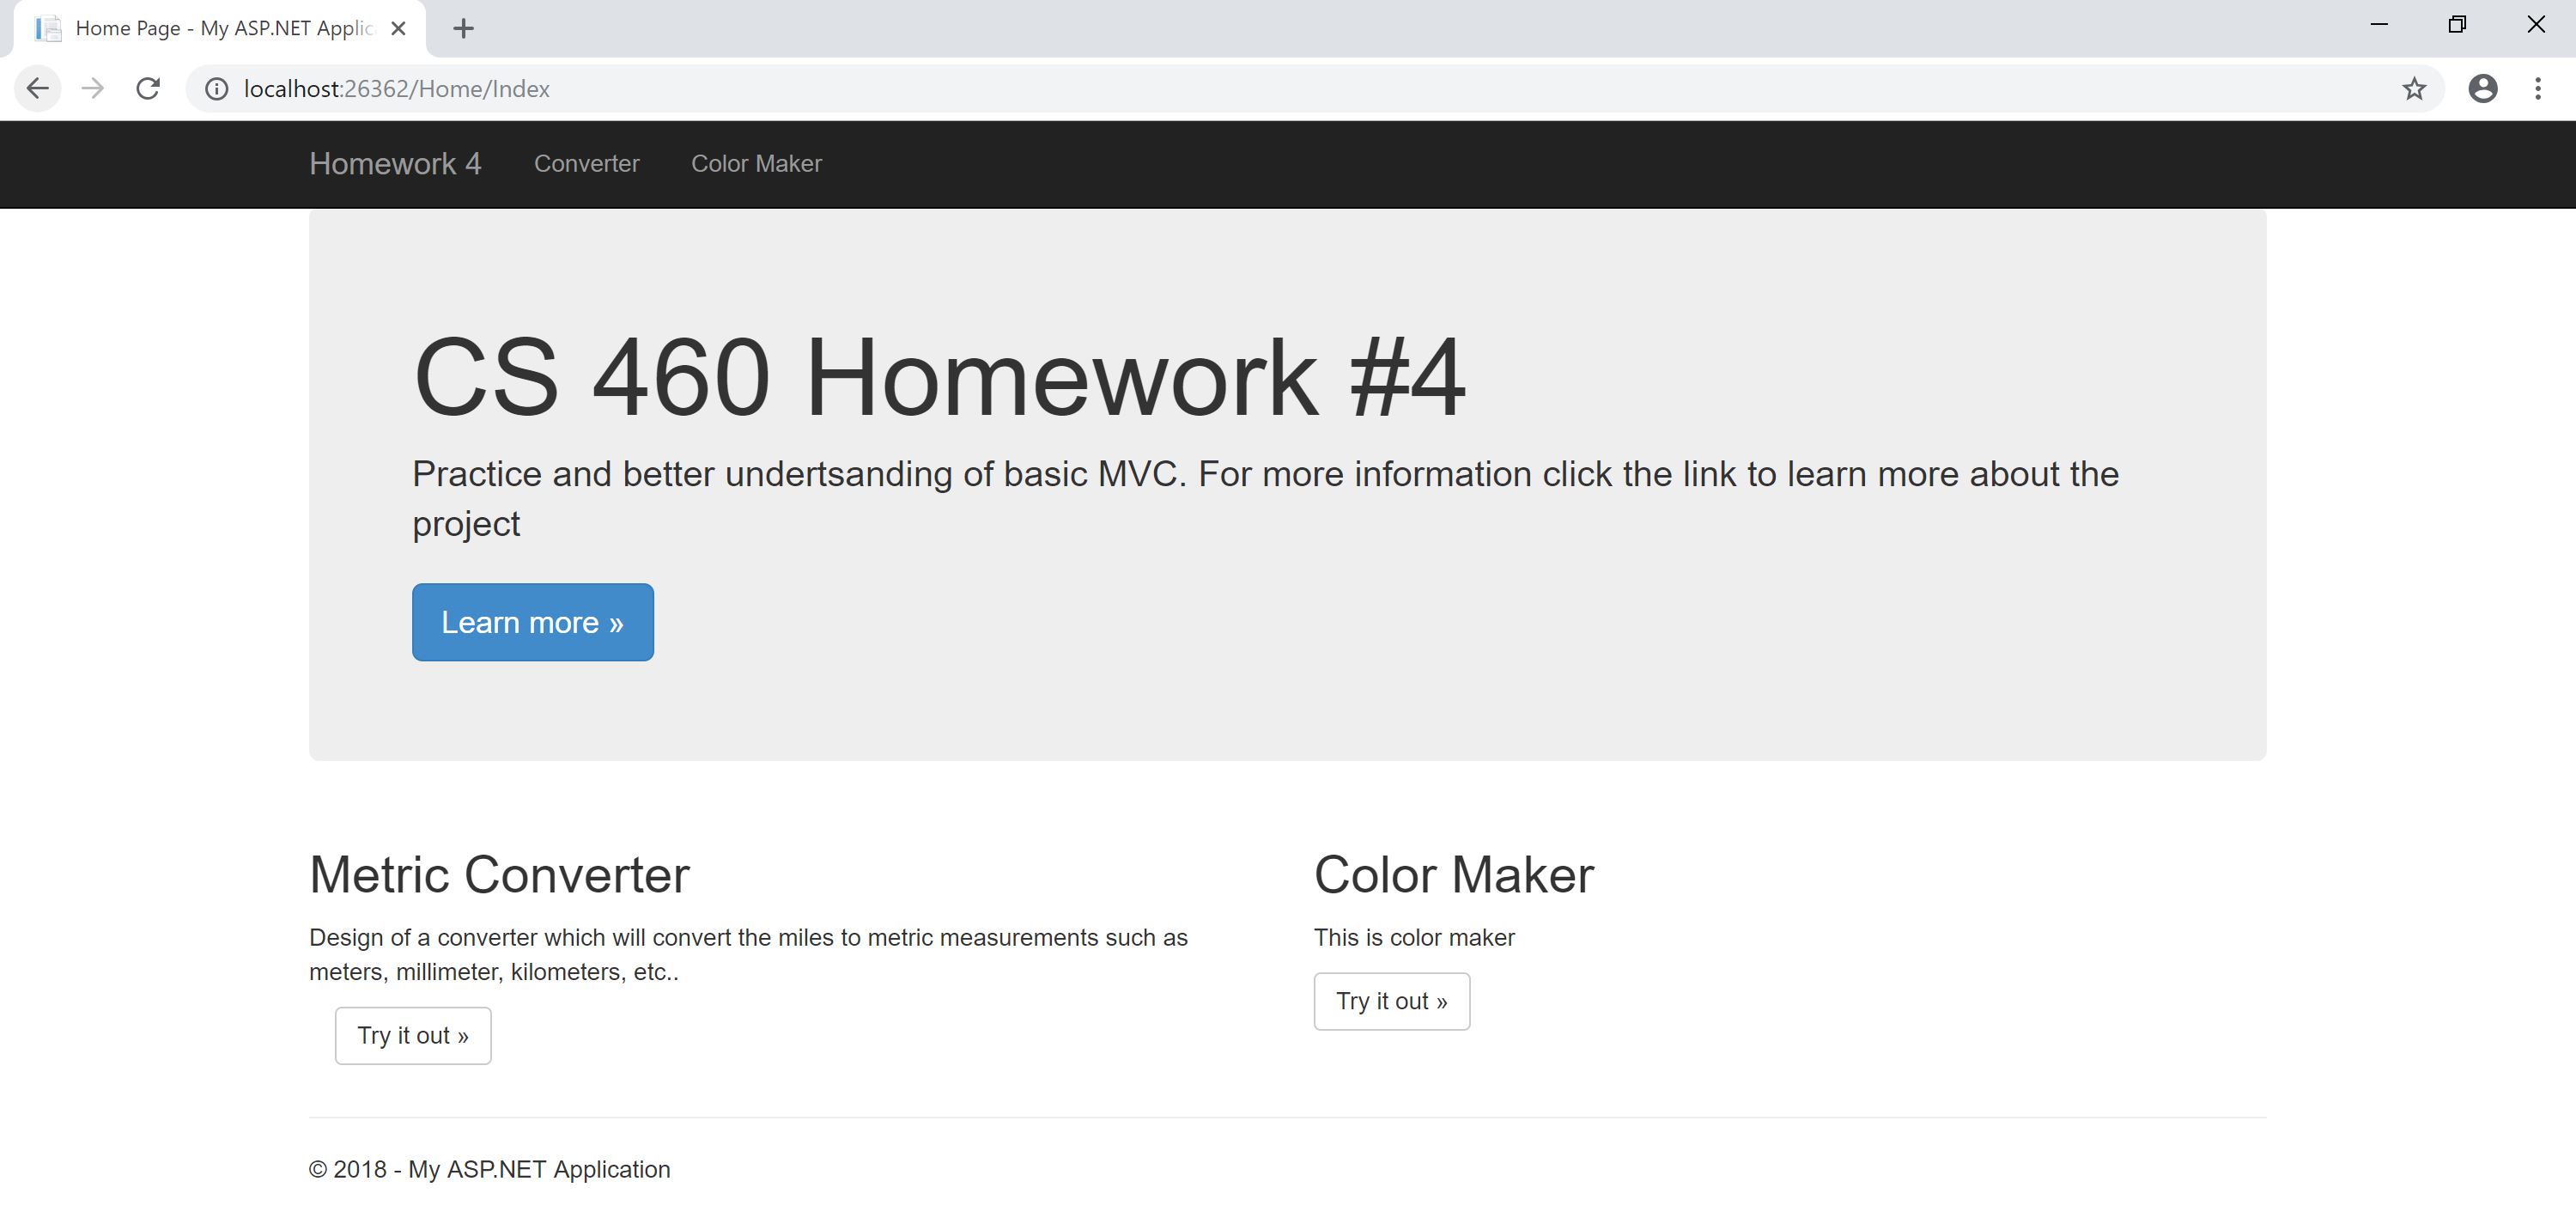 Home Page - My ASP.NET Applic
localhost:26362/Home/Index
Homework 4 Converter Color Maker
CS 460 Homework #4
Practice and better undertsanding of basic MVC. For more information click the link to learn more about the
project
Learn more »
Metric Converter
Design of a converter which will convert the miles to metric measurements such as
meters, millimeter, kilometers, etc..
Try it out »
Color Maker
This is color maker
Try it out »
© 2018 - My ASP.NET Application